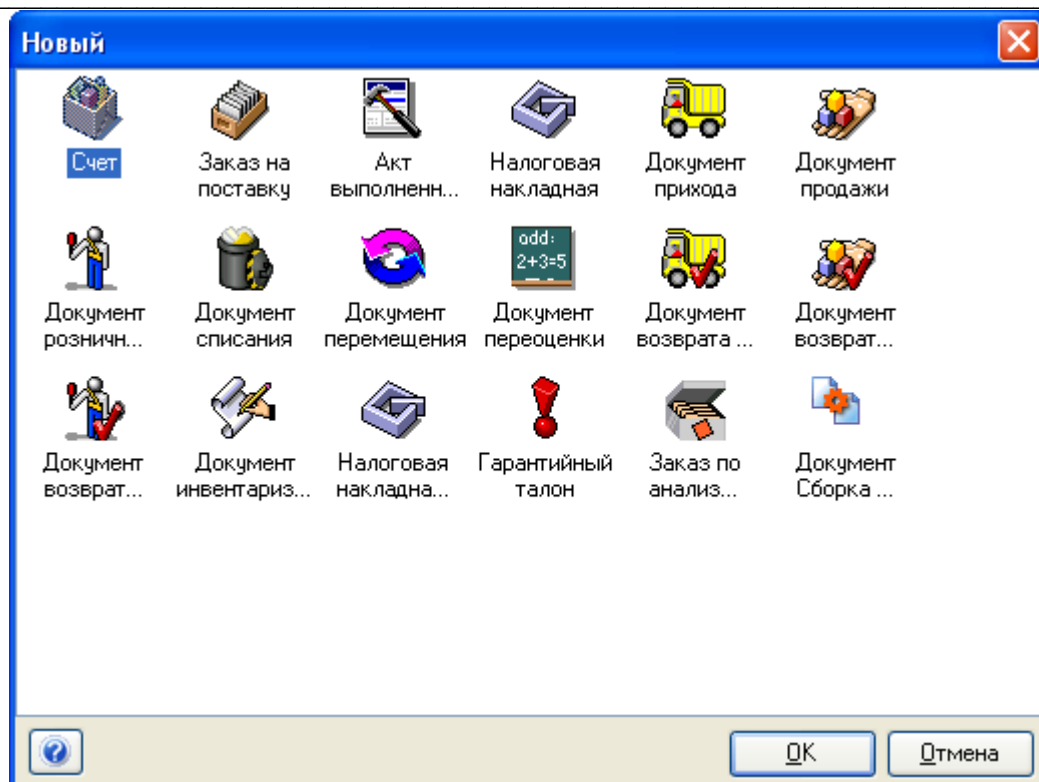 Новый
Счет
Заказ на
поставку
Акт
выполненн...
Налоговая
накладная
Документ
прихода
Документ
продажи
Документ
розничн...
Документ
списания
Документ
перемещения
add:
2+3=5
Документ
переоценки
Документ
возврата ...
Документ
возврат...
Документ
возврат...
Документ
инвентариз...
Налоговая
накладна...
Гарантийный
талон
Заказ по
анализ...
Документ
Сборка ...
?
OK
Отмена